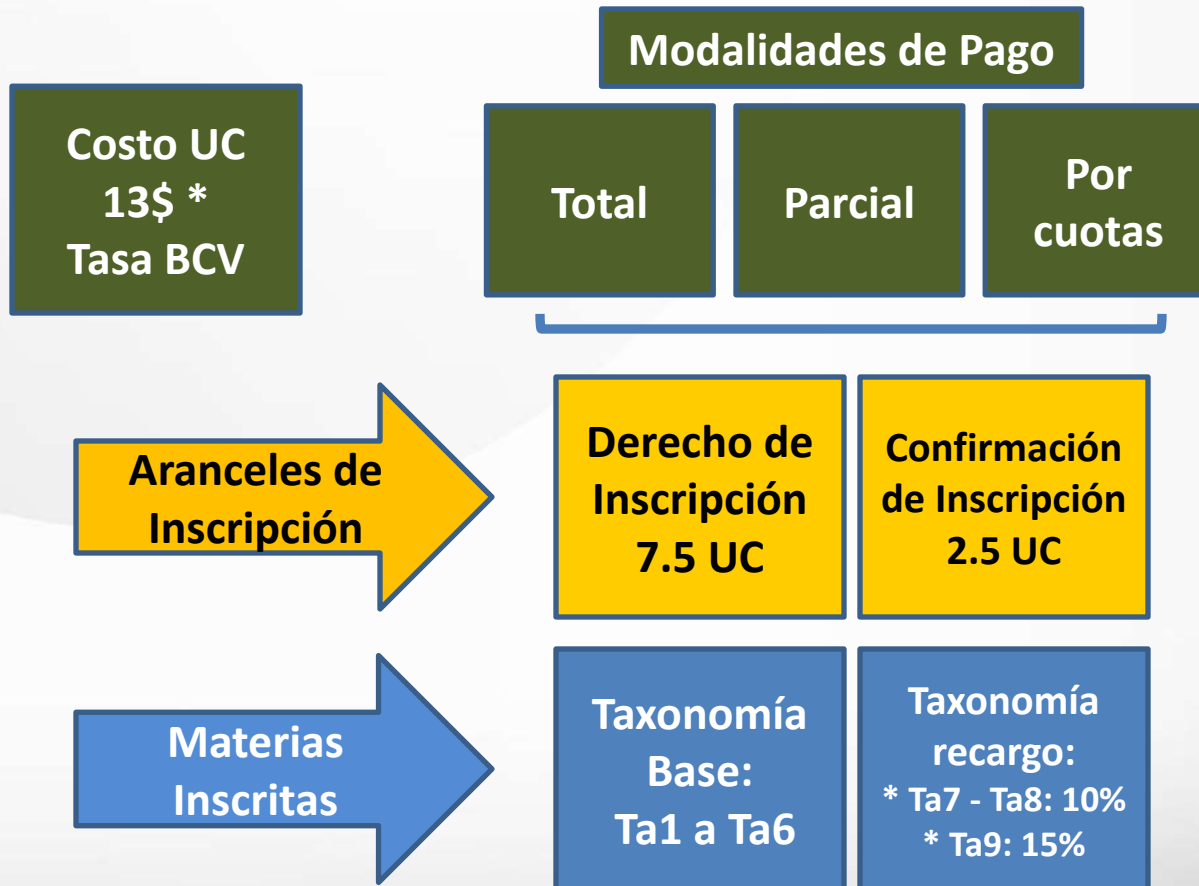 Modalidades de Pago
Costo UC
13$ *
Tasa BCV
Total
Parcial
Por
cuotas
Aranceles de
Inscripción
Derecho de
Inscripción
7.5 UC
Confirmación
de Inscripción
2.5 UC
Materias
Inscritas
Taxonomía
Base:
Ta1 a Ta6
Taxonomía
recargo:
* Ta7 - Ta8: 10%
* Ta9: 15%